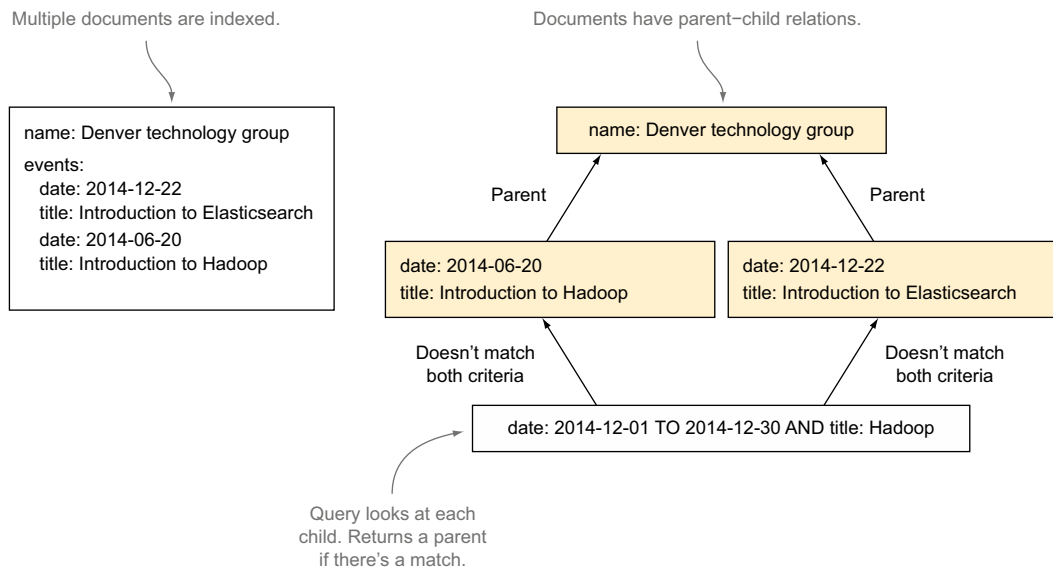 Multiple documents are indexed.
Documents have parent−child relations.
name: Denver technology group
events:
date: 2014-12-22
title: Introduction to Elasticsearch
date: 2014-06-20
title: Introduction to Hadoop
name: Denver technology group
Parent
Parent
date: 2014-06-20
title: Introduction to Hadoop
date: 2014-12-22
title: Introduction to Elasticsearch
Doesn’t match
both criteria
Doesn’t match
both criteria
date: 2014-12-01 TO 2014-12-30 AND title: Hadoop
Query looks at each
child. Returns a parent
if there’s a match.